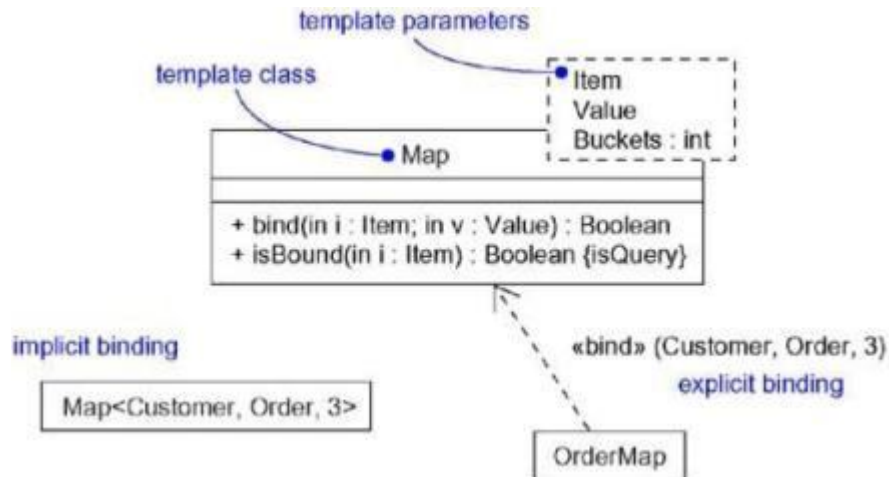 template parameters
template class
Item
Value
Buckets : int
Map
+ bind(in i : Item; in v : Value) : Boolean
+ isBound(in i : Item) : Boolean {isQuery}
implicit binding
«bind» (Customer, Order, 3)
explicit binding
Map<Customer, Order, 3>
OrderMap